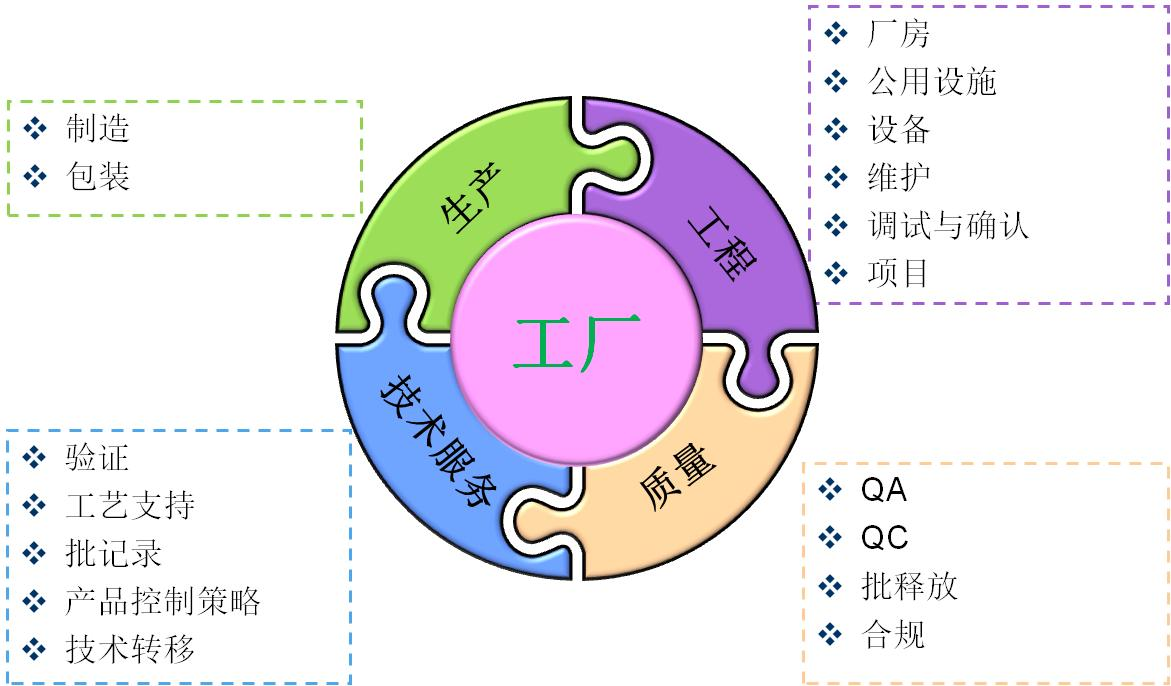 制造
包装
厂房
公用设施
设备
维护
调试与确认
项目
生产
工程
工厂
技术服务
质量
验证
工艺支持
批记录
产品控制策略
技术转移
QA
QC
批释放
合规